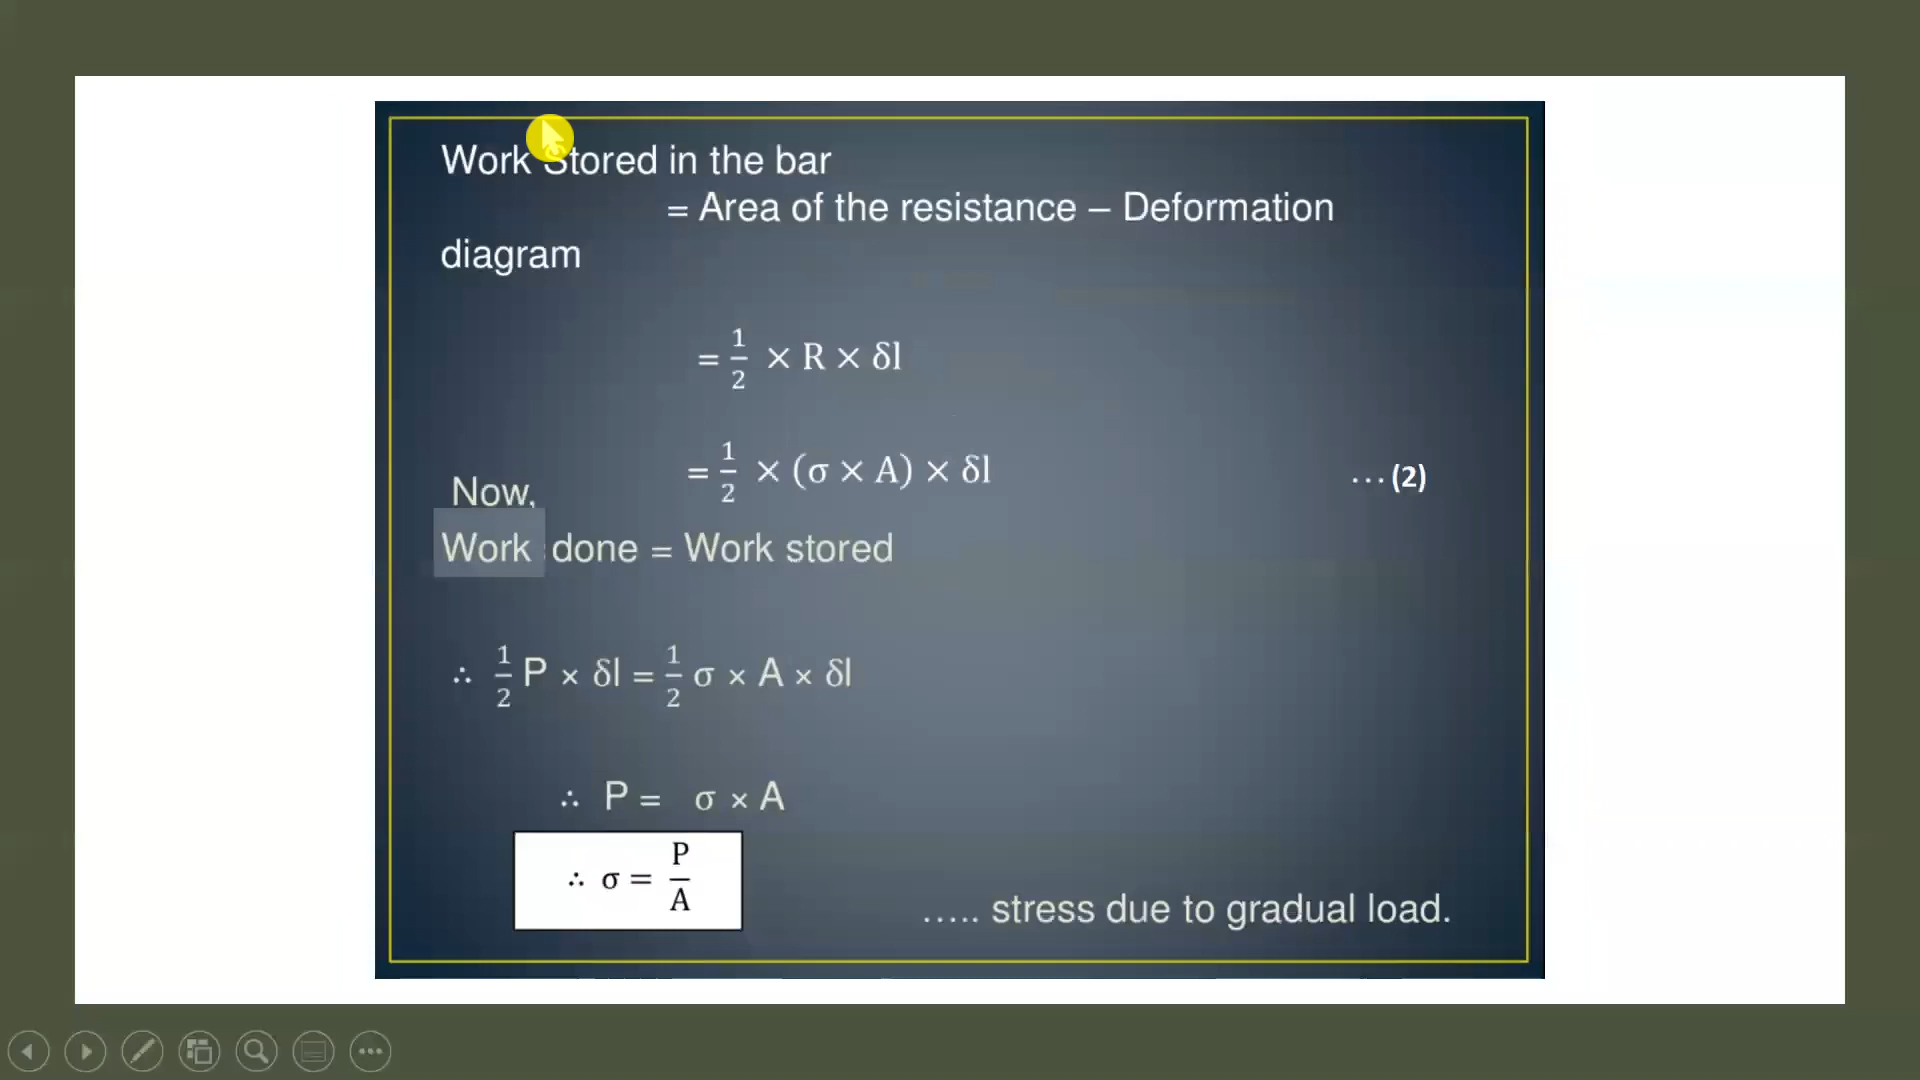 Work Stored in the bar
= Area of the resistance – Deformation
diagram
= 1/2 × R × δl
= 1/2 × (σ × A) × δl …(2)
Now,
Work done = Work stored
∴ 1/2 P × δl = 1/2 σ × A × δl
∴ P = σ × A
∴ σ = P/A
….. stress due to gradual load.